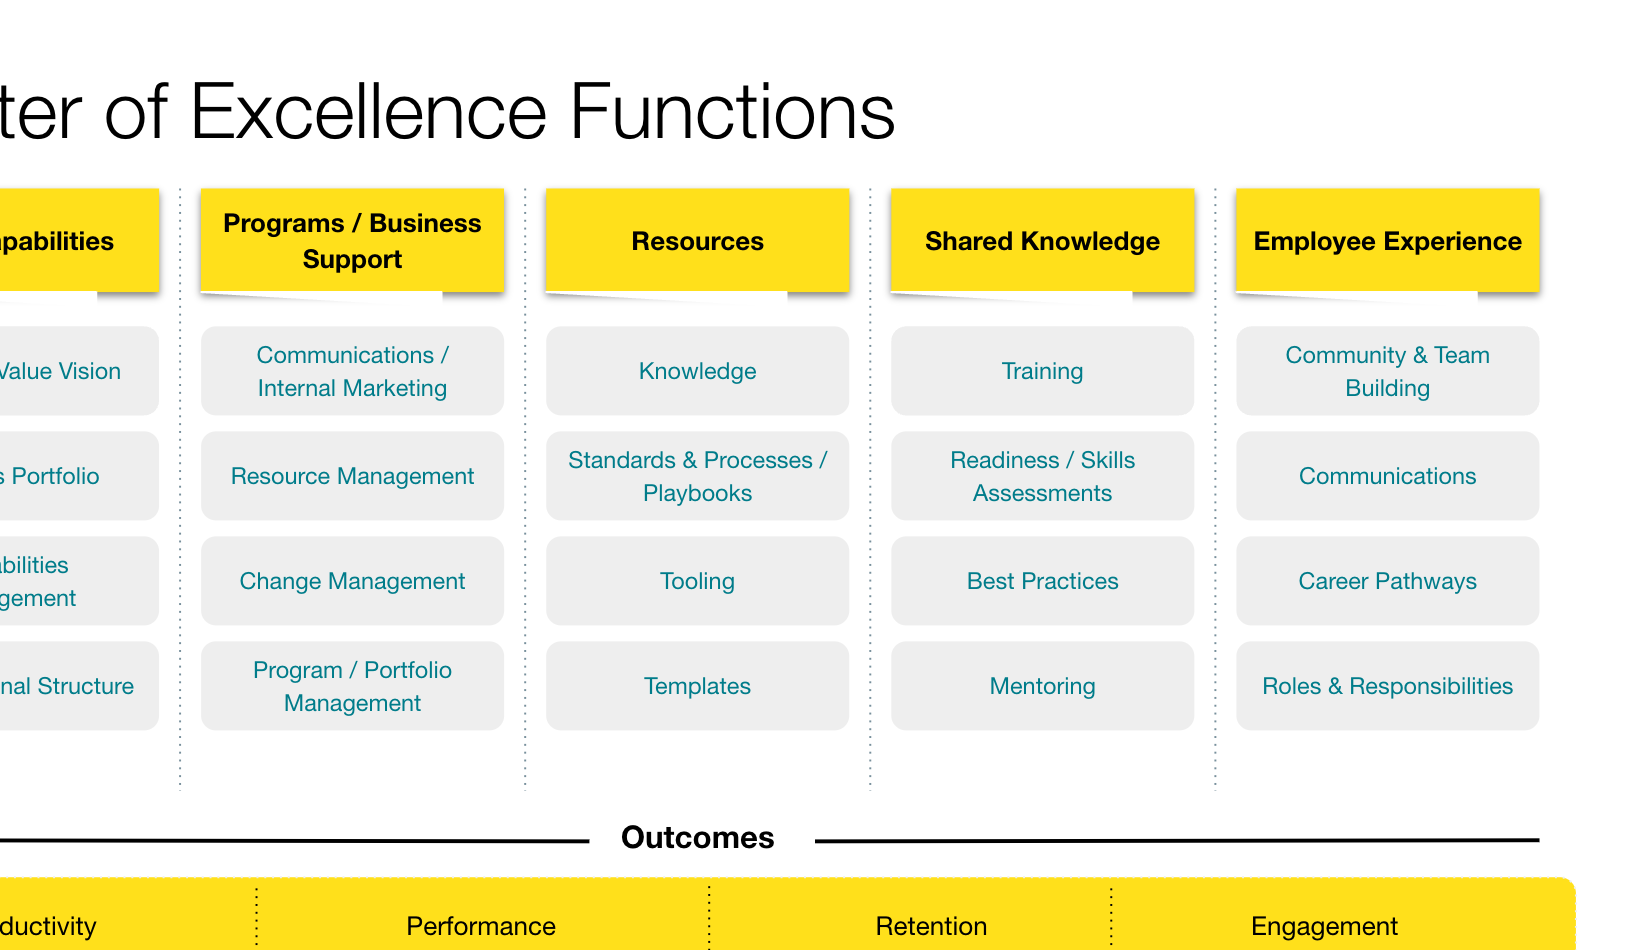 ter of Excellence Functions
pabilities
Programs / Business
Support
Resources
Shared Knowledge
Employee Experience
Value Vision
Communications /
Internal Marketing
Knowledge
Training
Community & Team
Building
s Portfolio
Resource Management
Standards & Processes /
Playbooks
Readiness / Skills
Assessments
Communications
bilities
gement
Change Management
Tooling
Best Practices
Career Pathways
nal Structure
Program / Portfolio
Management
Templates
Mentoring
Roles & Responsibilities
Outcomes
ductivity
Performance
Retention
Engagement